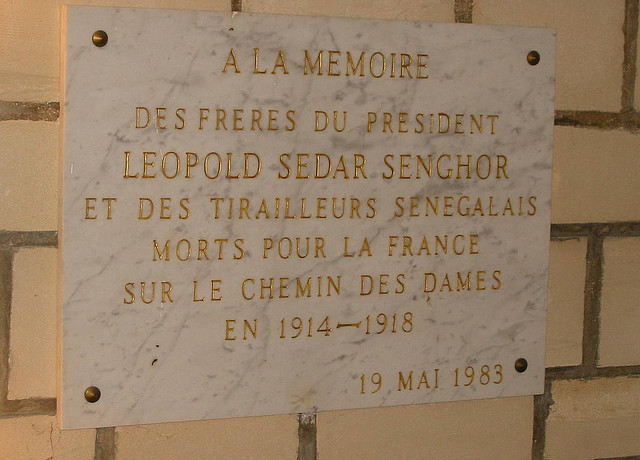 A LA MEMOIRE
DES FRERES DU PRESIDENT
LEOPOLD SEDAR SENGHOR
ET DES TIRAILLEURS SENEGALAIS
MORTS POUR LA FRANCE
SUR LE CHEMIN DES DAMES
EN 1914-1918
19 MAI 1983